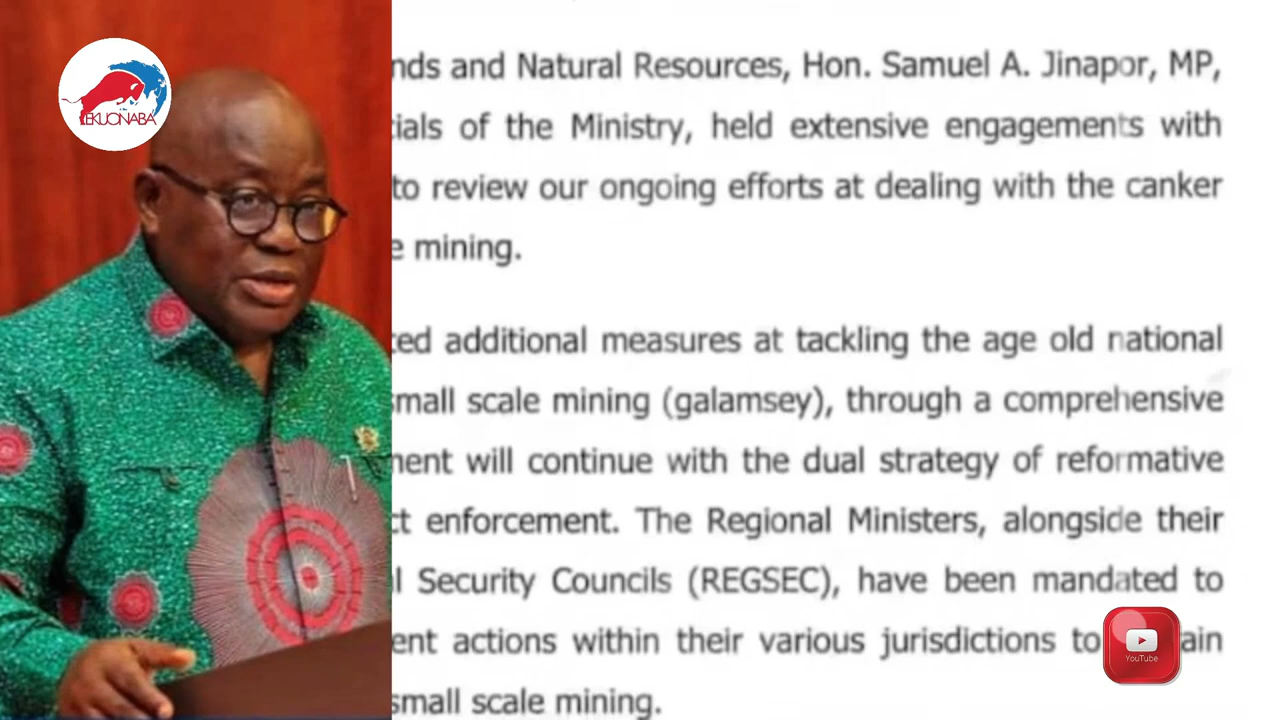 EKUONABA
nds and Natural Resources, Hon. Samuel A. Jinapor, MP,
ials of the Ministry, held extensive engagements with
to review our ongoing efforts at dealing with the canker
e mining.
ted additional measures at tackling the age old national
small scale mining (galamsey), through a comprehensive
ment will continue with the dual strategy of reformative
ct enforcement. The Regional Ministers, alongside their
l Security Councils (REGSEC), have been mandated to
ent actions within their various jurisdictions to ain
small scale mining.
YouTube